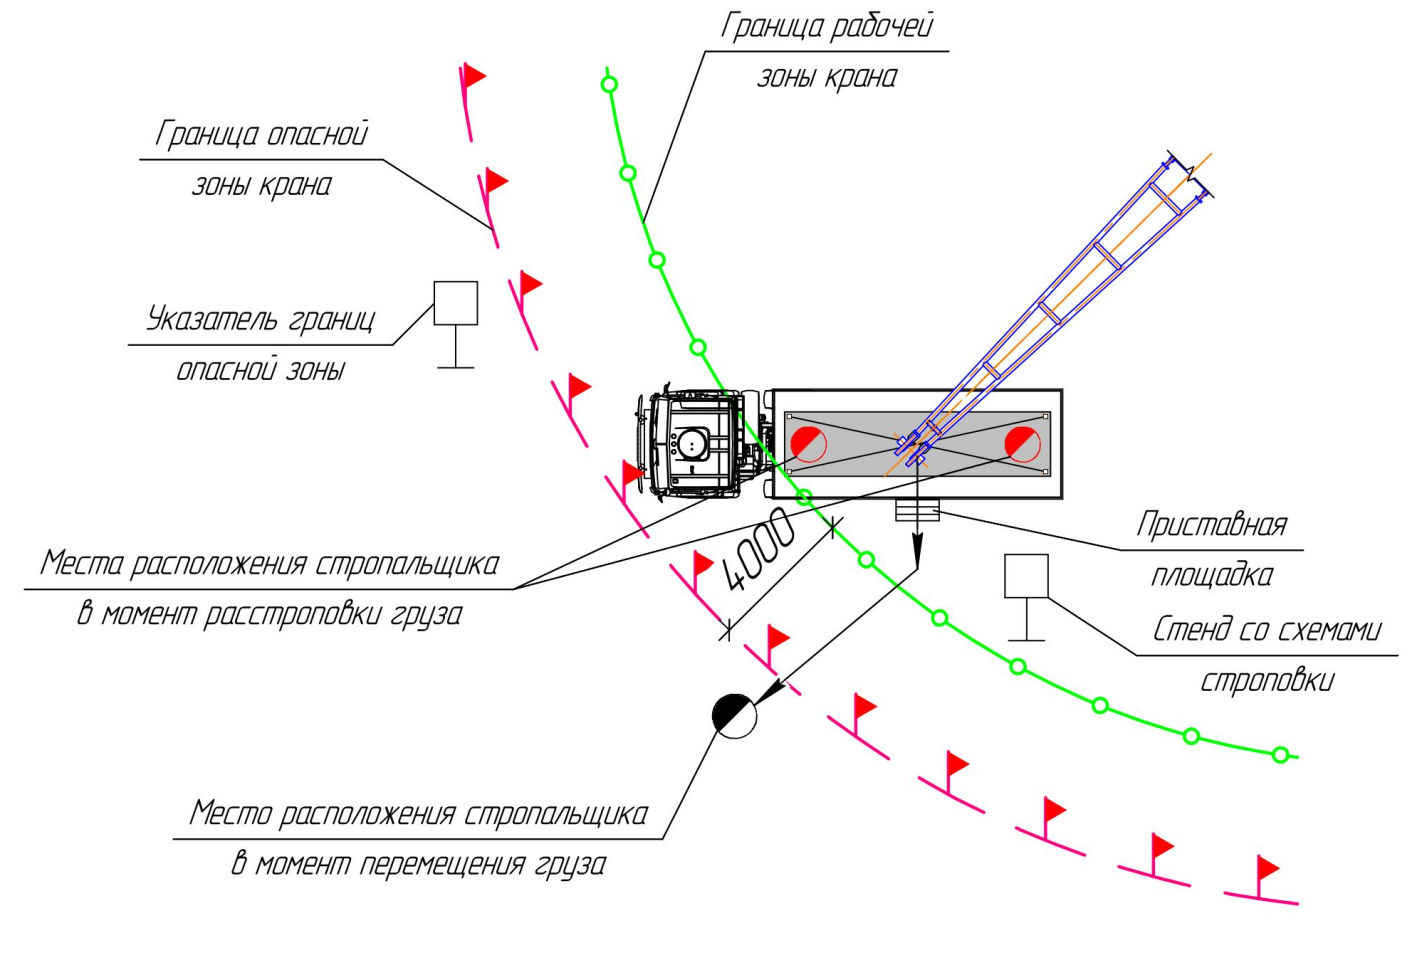 Граница рабочей
зоны крана
Граница опасной
зоны крана
Указатель границ
опасной зоны
Места расположения стропальщика
в момент расстроповки груза
4000
Приставная
площадка
Стенд со схемами
строповки
Место расположения стропальщика
в момент перемещения груза